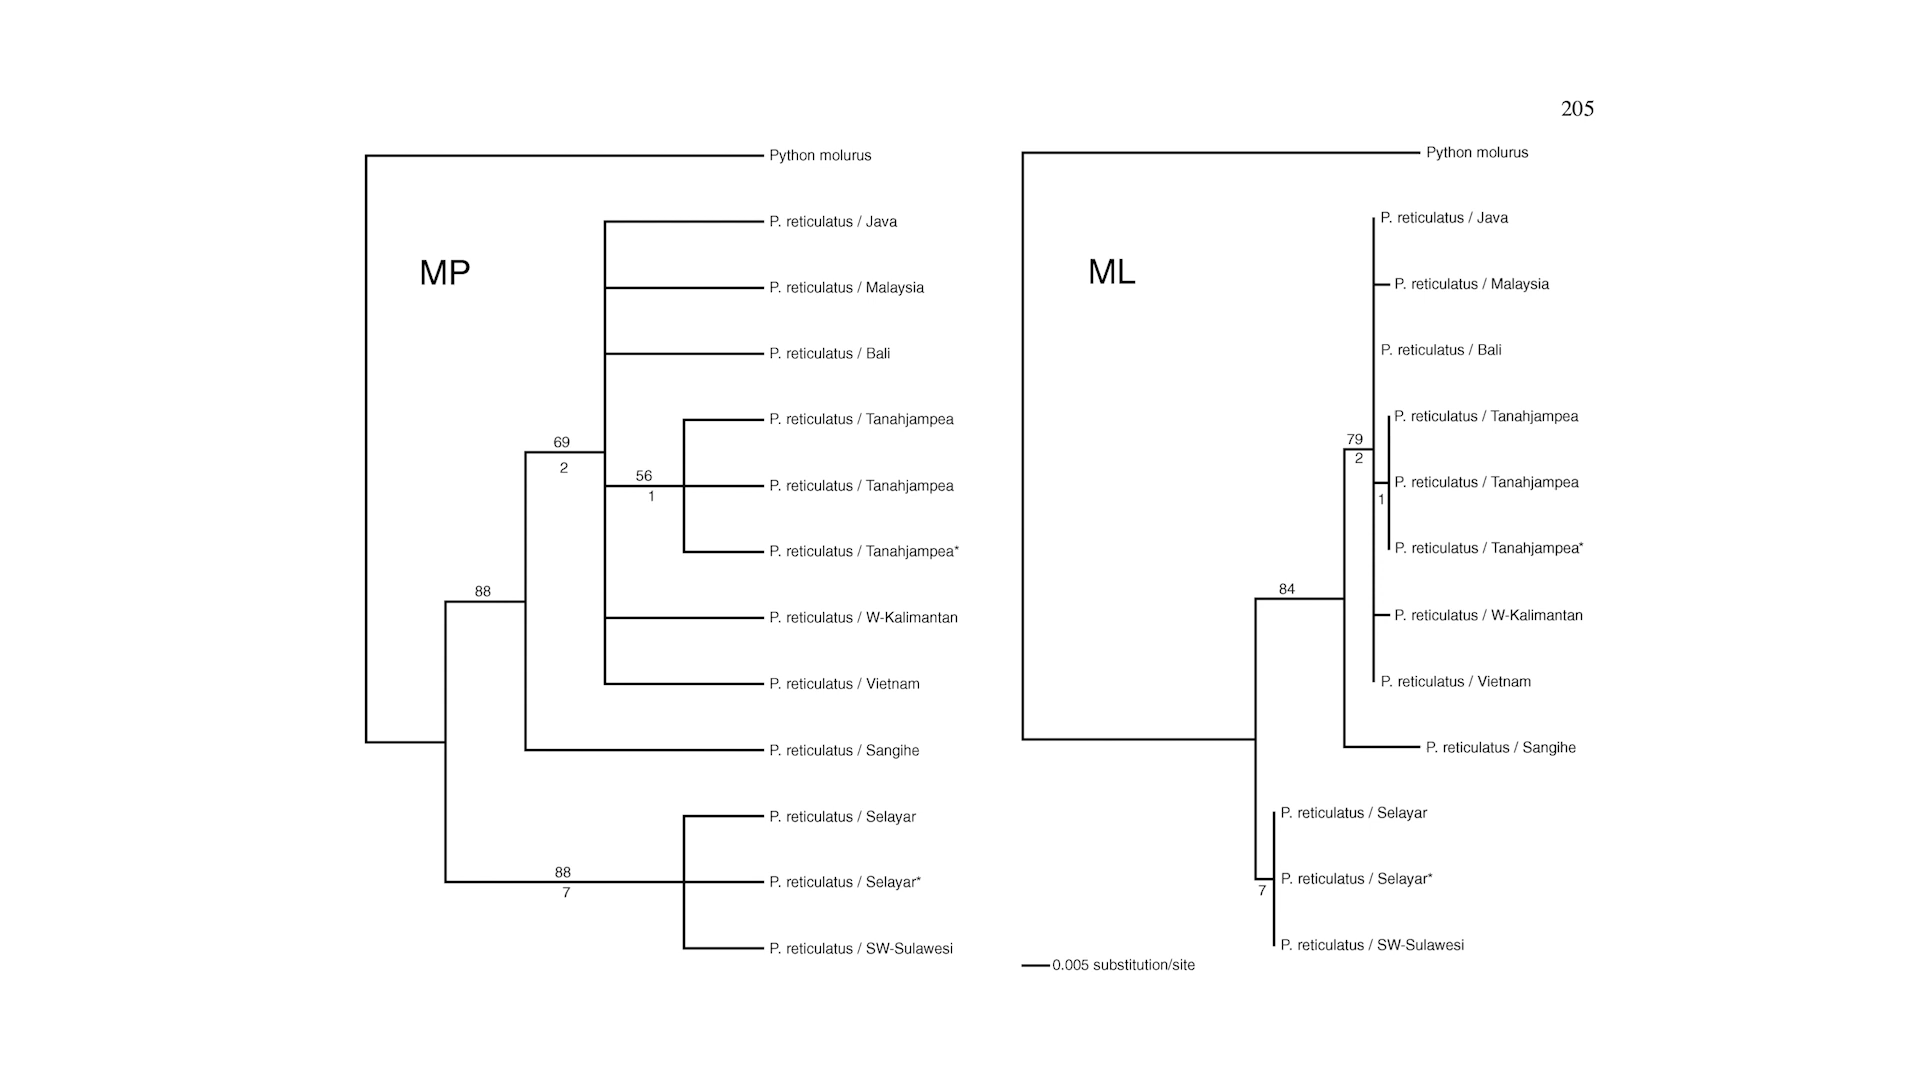 205
Python molurus
P. reticulatus / Java
MP
P. reticulatus / Malaysia
P. reticulatus / Bali
P. reticulatus / Tanahjampea
69
2
56
1
P. reticulatus / Tanahjampea
P. reticulatus / Tanahjampea*
88
P. reticulatus / W-Kalimantan
P. reticulatus / Vietnam
P. reticulatus / Sangihe
P. reticulatus / Selayar
88
7
P. reticulatus / Selayar*
P. reticulatus / SW-Sulawesi
Python molurus
P. reticulatus / Java
ML
P. reticulatus / Malaysia
P. reticulatus / Bali
P. reticulatus / Tanahjampea
79
2
P. reticulatus / Tanahjampea
1
P. reticulatus / Tanahjampea*
84
P. reticulatus / W-Kalimantan
P. reticulatus / Vietnam
P. reticulatus / Sangihe
P. reticulatus / Selayar
P. reticulatus / Selayar*
7
P. reticulatus / SW-Sulawesi
0.005 substitution/site